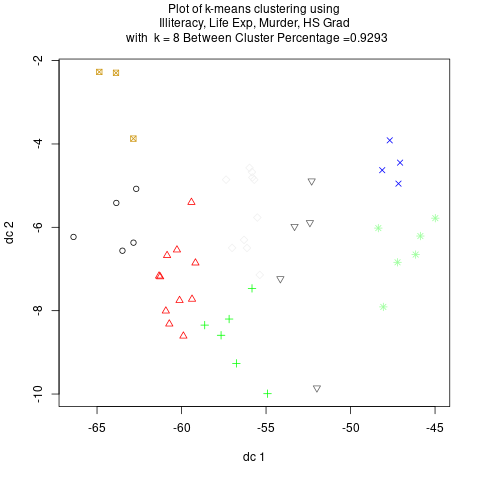 Plot of k-means clustering using
Illiteracy, Life Exp, Murder, HS Grad
with k = 8 Between Cluster Percentage =0.9293
-2
-4
-6
-8
-10
dc 2
-65 -60 -55 -50 -45
dc 1